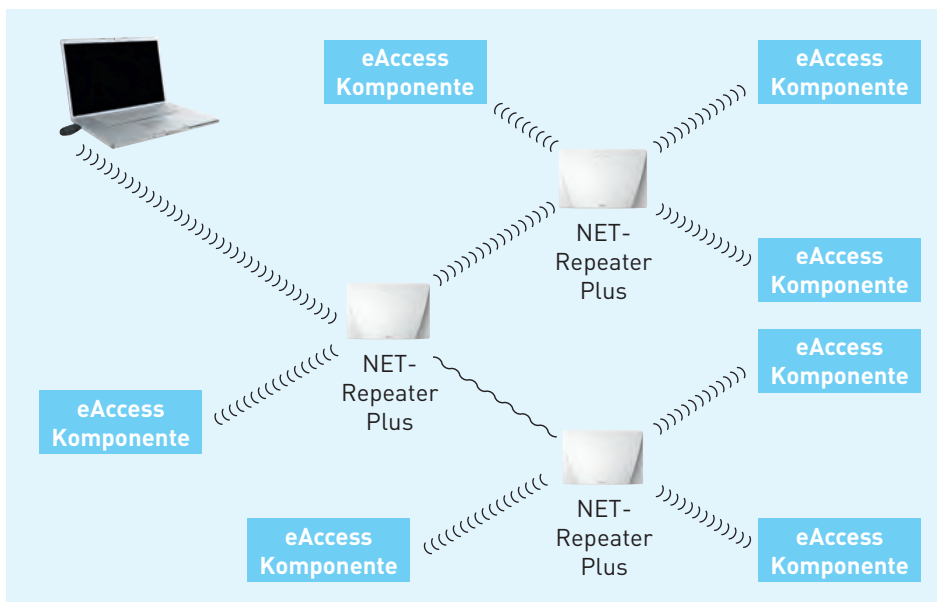 eAccess
Komponente
eAccess
Komponente
NET-
Repeater
Plus
eAccess
Komponente
NET-
Repeater
Plus
eAccess
Komponente
eAccess
Komponente
NET-
Repeater
Plus
eAccess
Komponente
eAccess
Komponente